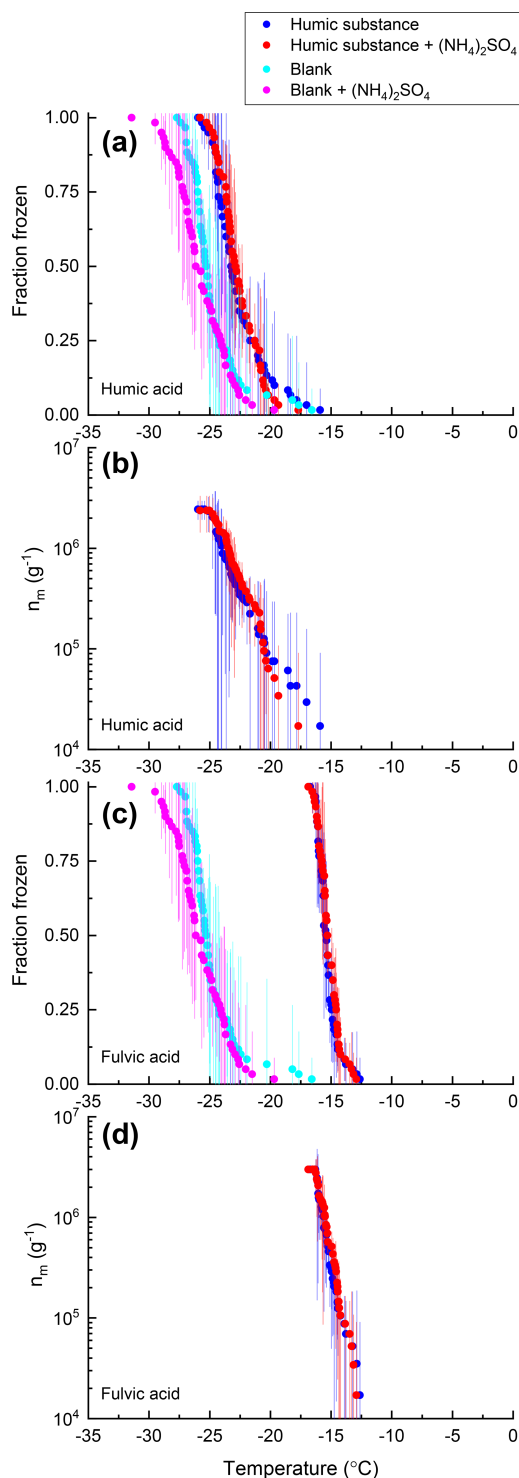 Humic substance
Humic substance + (NH4)2SO4
Blank
Blank + (NH4)2SO4
(a)
1.00
0.75
0.50
0.25
0.00
Fraction frozen
Humic acid
-35 -30 -25 -20 -15 -10 -5 0
(b)
10^7
10^6
10^5
10^4
n_m (g^-1)
Humic acid
-35 -30 -25 -20 -15 -10 -5 0
(c)
1.00
0.75
0.50
0.25
0.00
Fraction frozen
Fulvic acid
-35 -30 -25 -20 -15 -10 -5 0
(d)
10^7
10^6
10^5
10^4
n_m (g^-1)
Fulvic acid
-35 -30 -25 -20 -15 -10 -5 0
Temperature (°C)